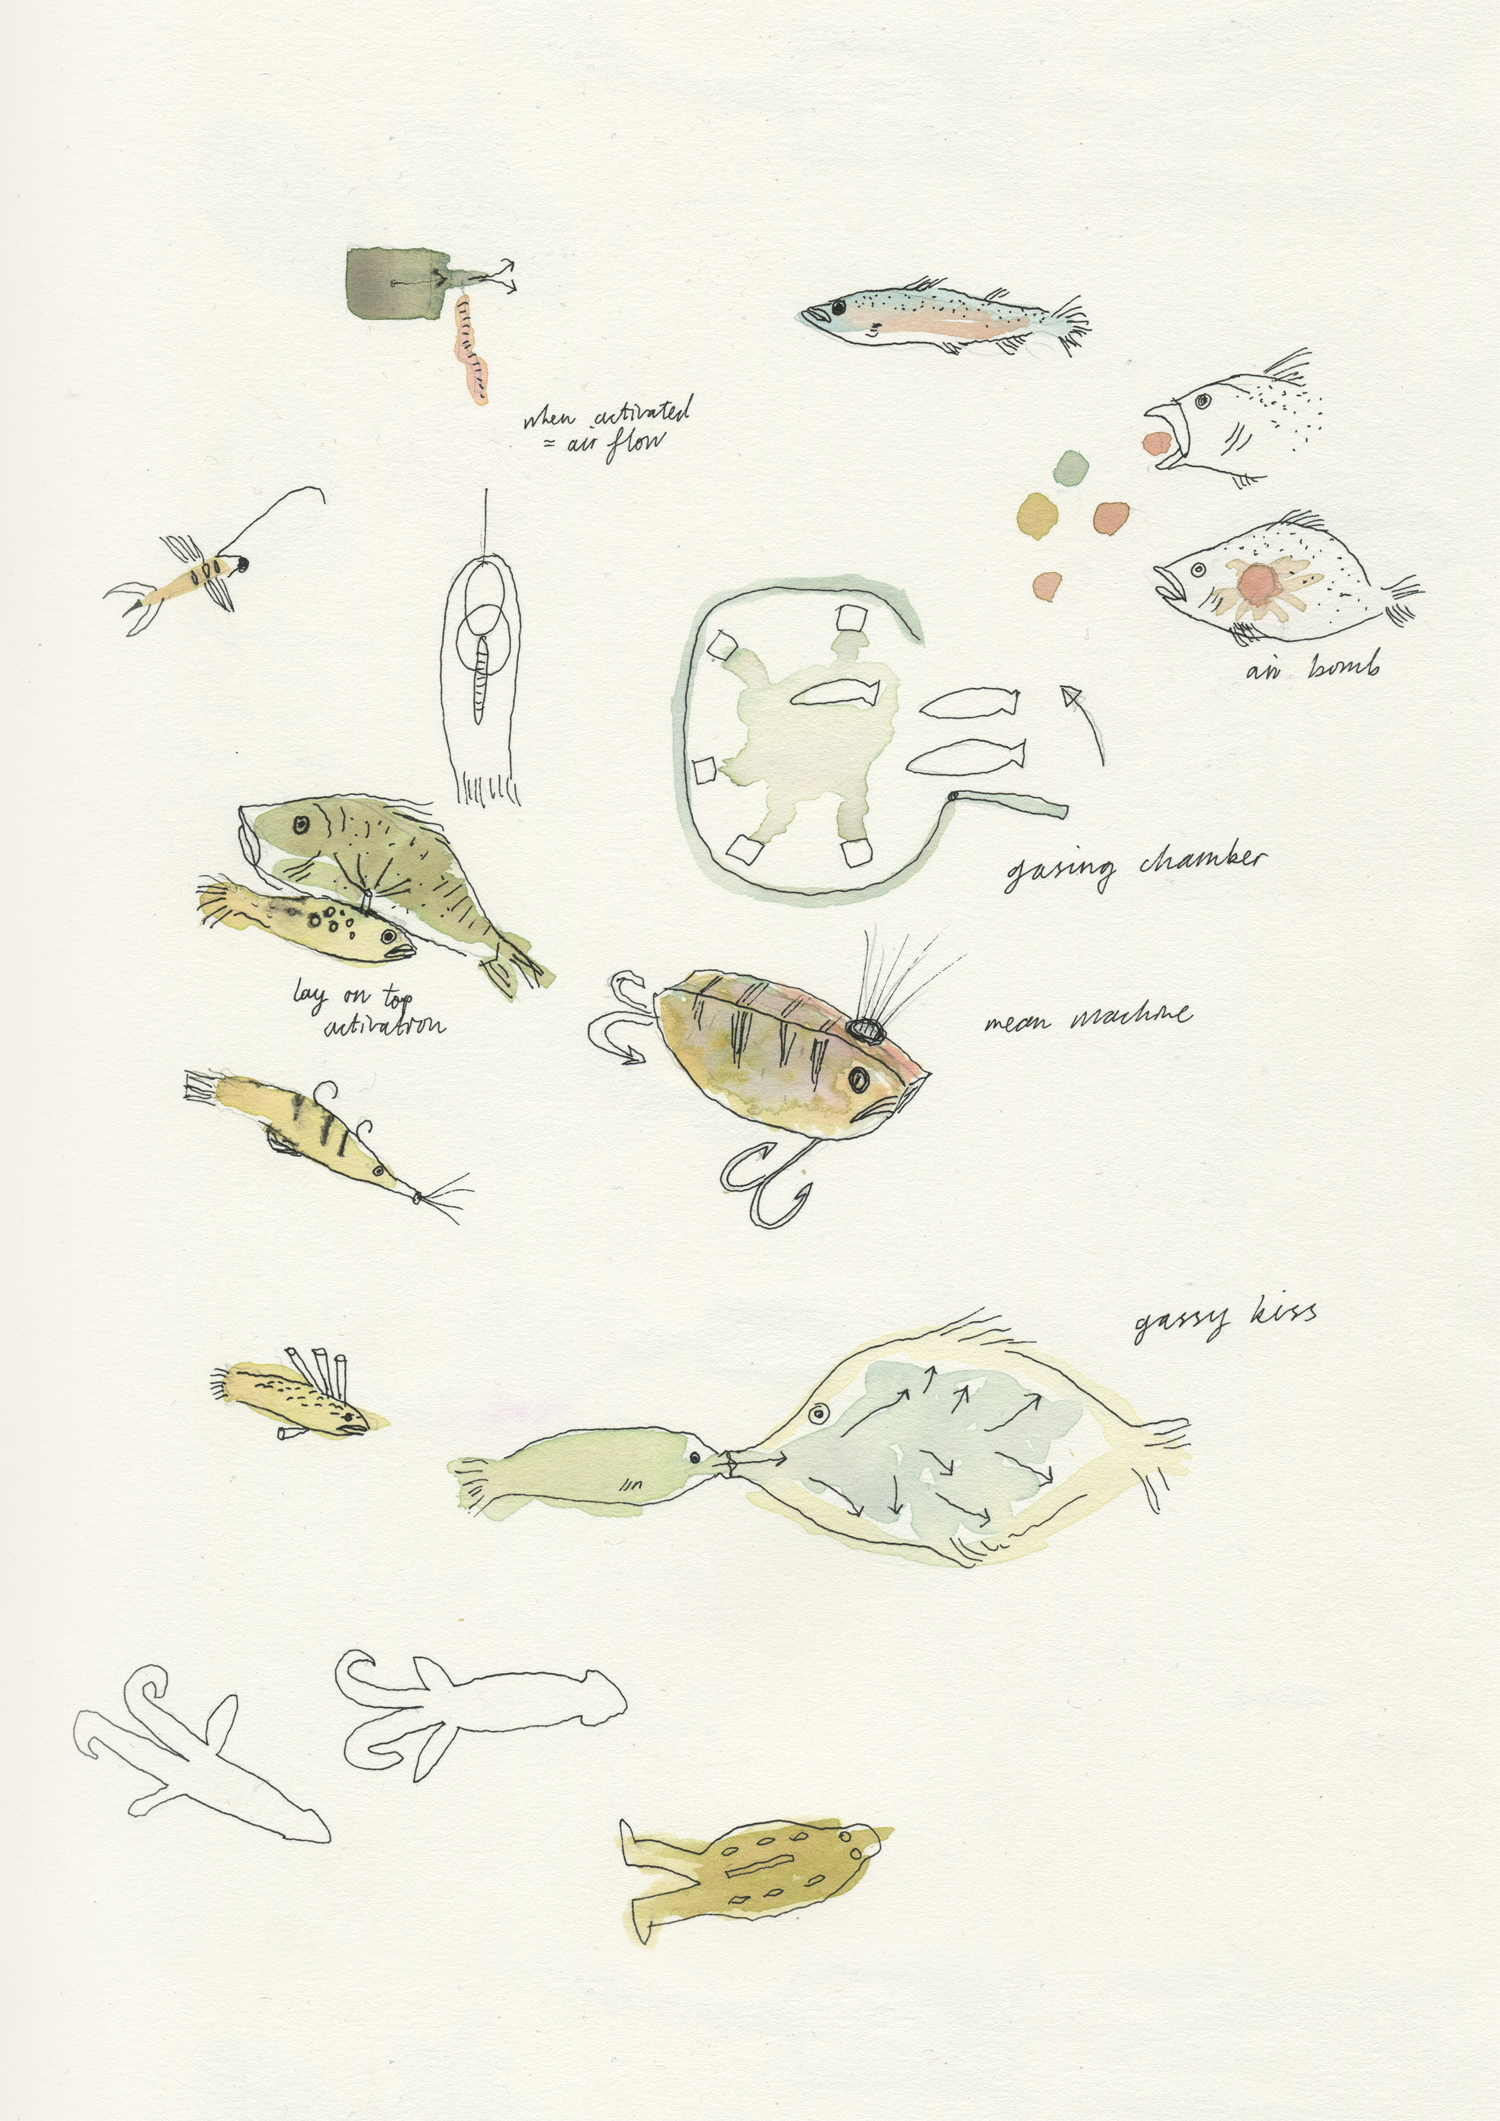 when activated
= air flow
air bomb
gasing chamber
lay on top
activation
mean machine
gassy kiss